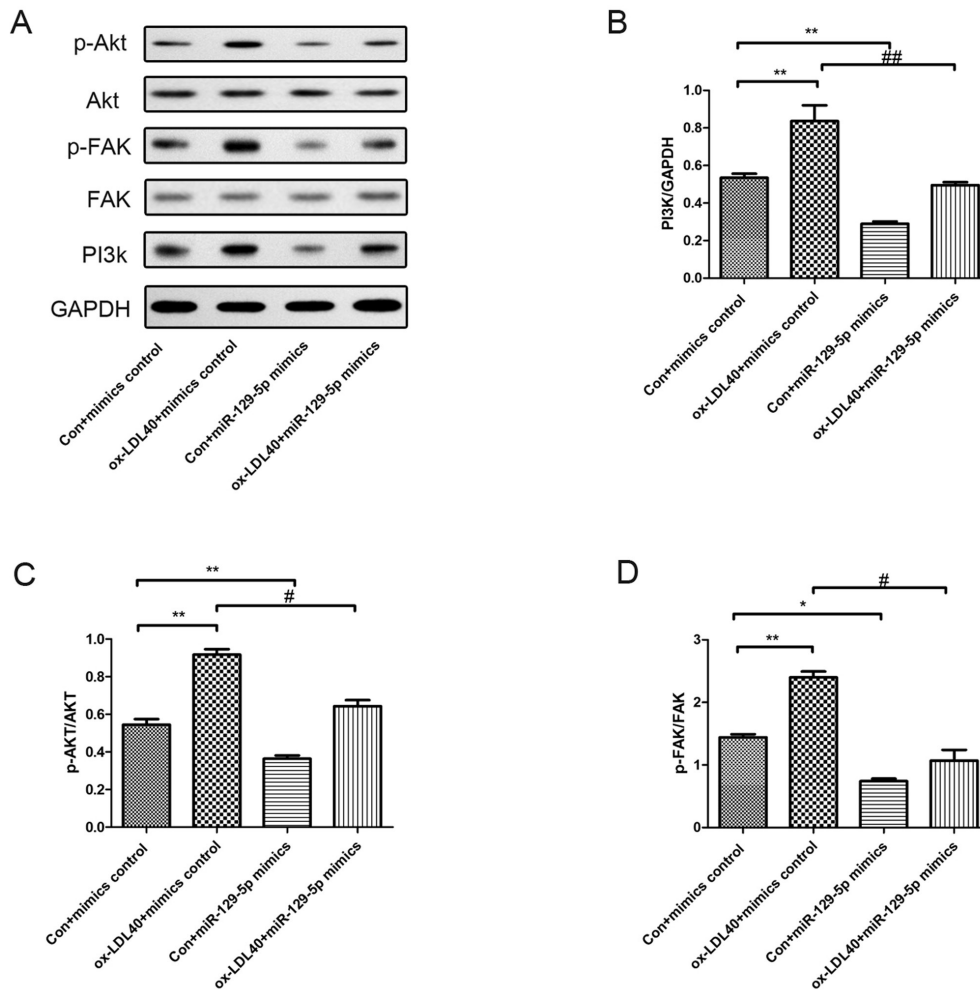 A
p-Akt
Akt
p-FAK
FAK
PI3k
GAPDH
Con+mimics control
ox-LDL40+mimics control
Con+miR-129-5p mimics
ox-LDL40+miR-129-5p mimics
B
**
##
**
1.0
0.8
0.6
0.4
0.2
0.0
PI3K/GAPDH
Con+mimics control
ox-LDL40+mimics control
Con+miR-129-5p mimics
ox-LDL40+miR-129-5p mimics
C
**
#
**
1.0
0.8
0.6
0.4
0.2
0.0
p-AKT/AKT
Con+mimics control
ox-LDL40+mimics control
Con+miR-129-5p mimics
ox-LDL40+miR-129-5p mimics
D
#
*
**
3
2
1
0
p-FAK/FAK
Con+mimics control
ox-LDL40+mimics control
Con+miR-129-5p mimics
ox-LDL40+miR-129-5p mimics